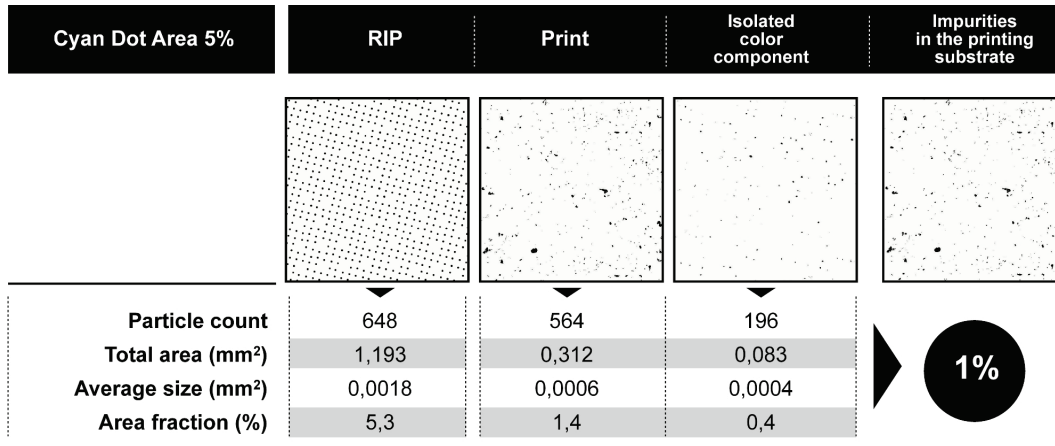 Cyan Dot Area 5%
RIP
Print
Isolated
color
component
Impurities
in the printing
substrate
Particle count 648 564 196
Total area (mm²) 1,193 0,312 0,083
Average size (mm²) 0,0018 0,0006 0,0004
Area fraction (%) 5,3 1,4 0,4
1%